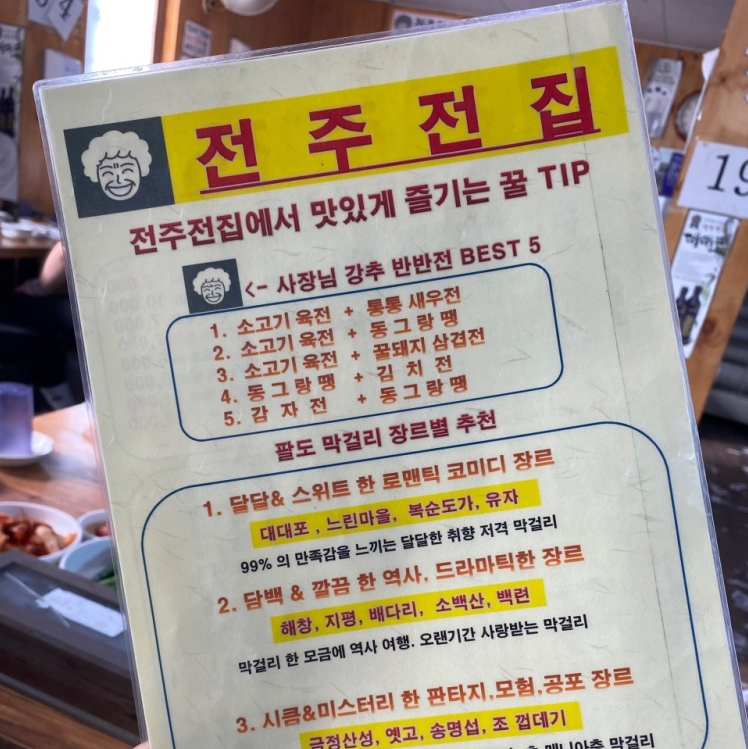 전주전집
전주전집에서 맛있게 즐기는 꿀 TIP
<- 사장님 강추 반반전 BEST 5
1. 소고기 육전 + 통통 새우전
2. 소고기 육전 + 동그랑땡
3. 소고기 육전 + 꿀돼지 삼겹전
4. 동그랑땡 + 김치전
5. 감자전 + 동그랑땡
팔도 막걸리 장르별 추천
1. 달달& 스위트 한 로맨틱 코미디 장르
대대포 , 느린마을, 복순도가, 유자
99% 의 만족감을 느끼는 달달한 취향 저격 막걸리
2. 담백 & 깔끔 한 역사, 드라마틱한 장르
해창, 지평, 배다리, 소백산, 백련
막걸리 한 모금에 역사 여행. 오랜기간 사랑받는 막걸리
3. 시큼&미스터리 한 판타지,모험,공포 장르
금정산성, 옛고, 송명섭, 조 껍데기
매니아층 막걸리
19